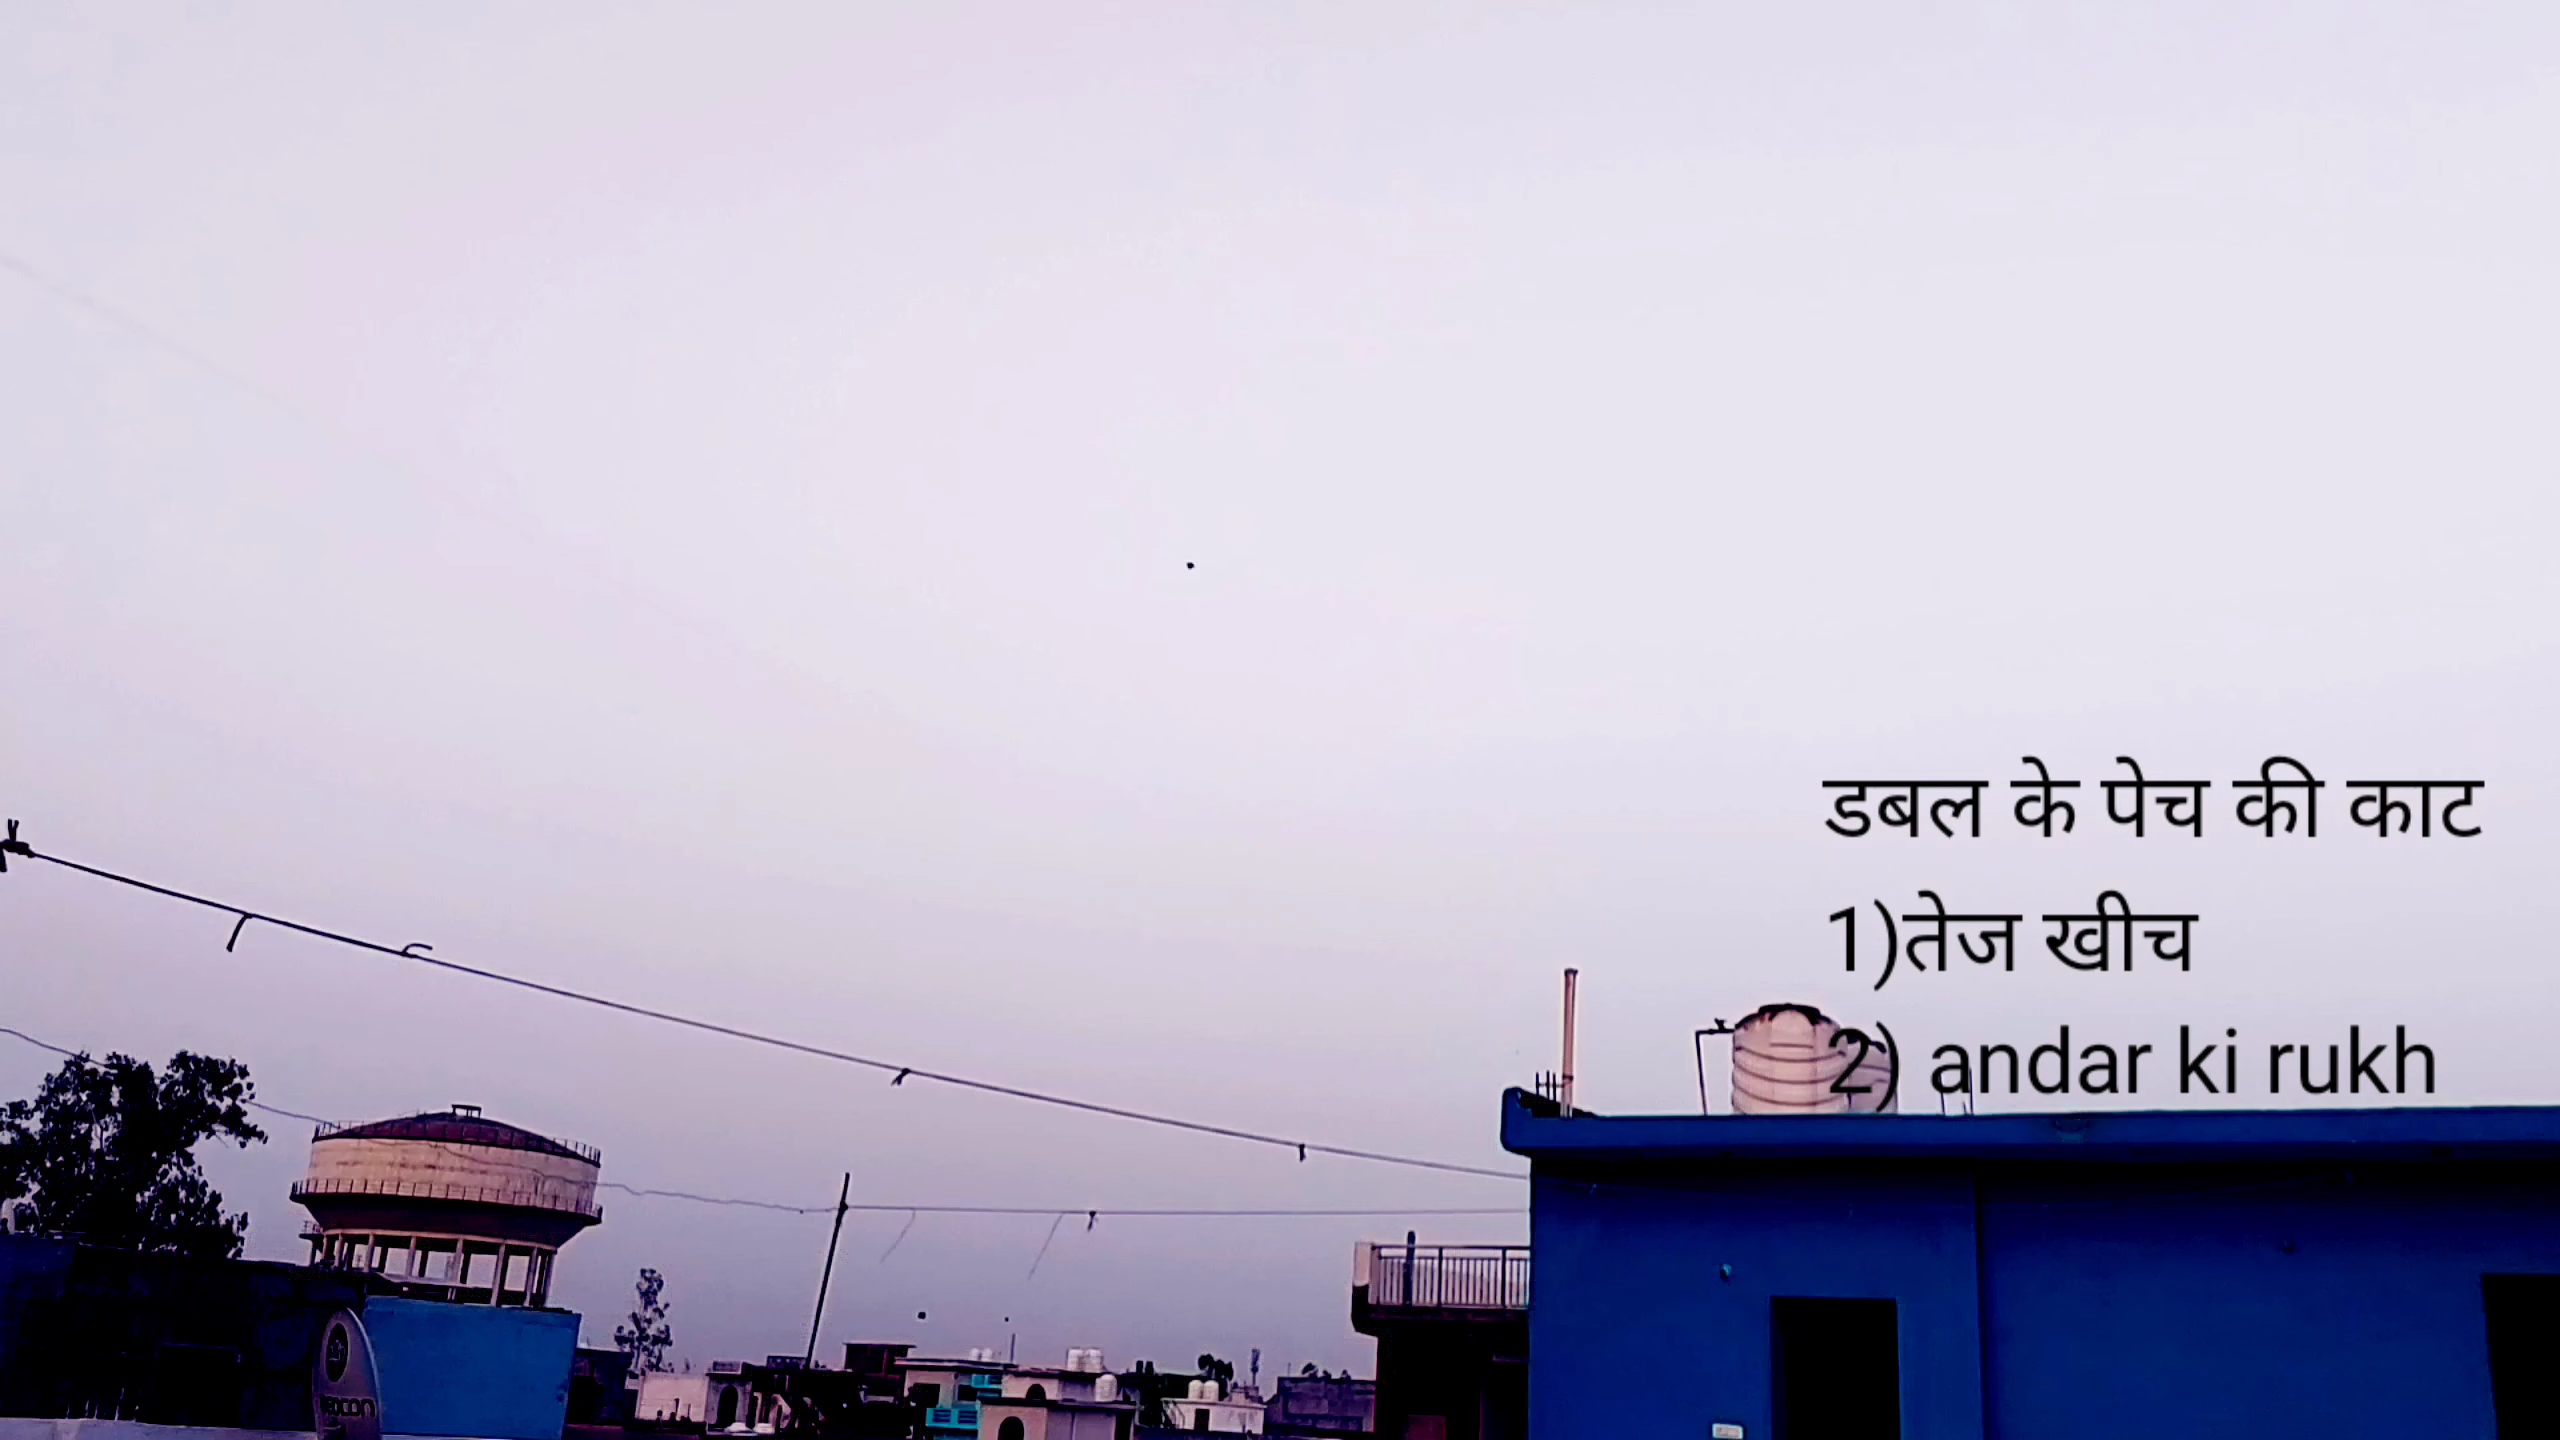 डबल के पेच की काट
1)तेज खीच
2) andar ki rukh